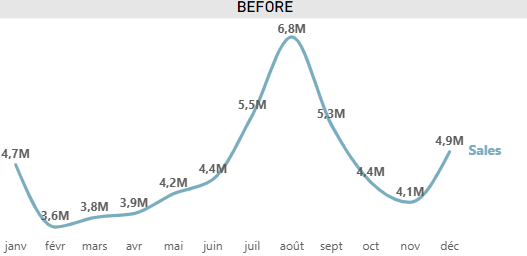 BEFORE
4,7M
3,6M
3,8M
3,9M
4,2M
4,4M
5,5M
6,8M
5,3M
4,4M
4,1M
4,9M
Sales
janv févr mars avr mai juin juil août sept oct nov déc